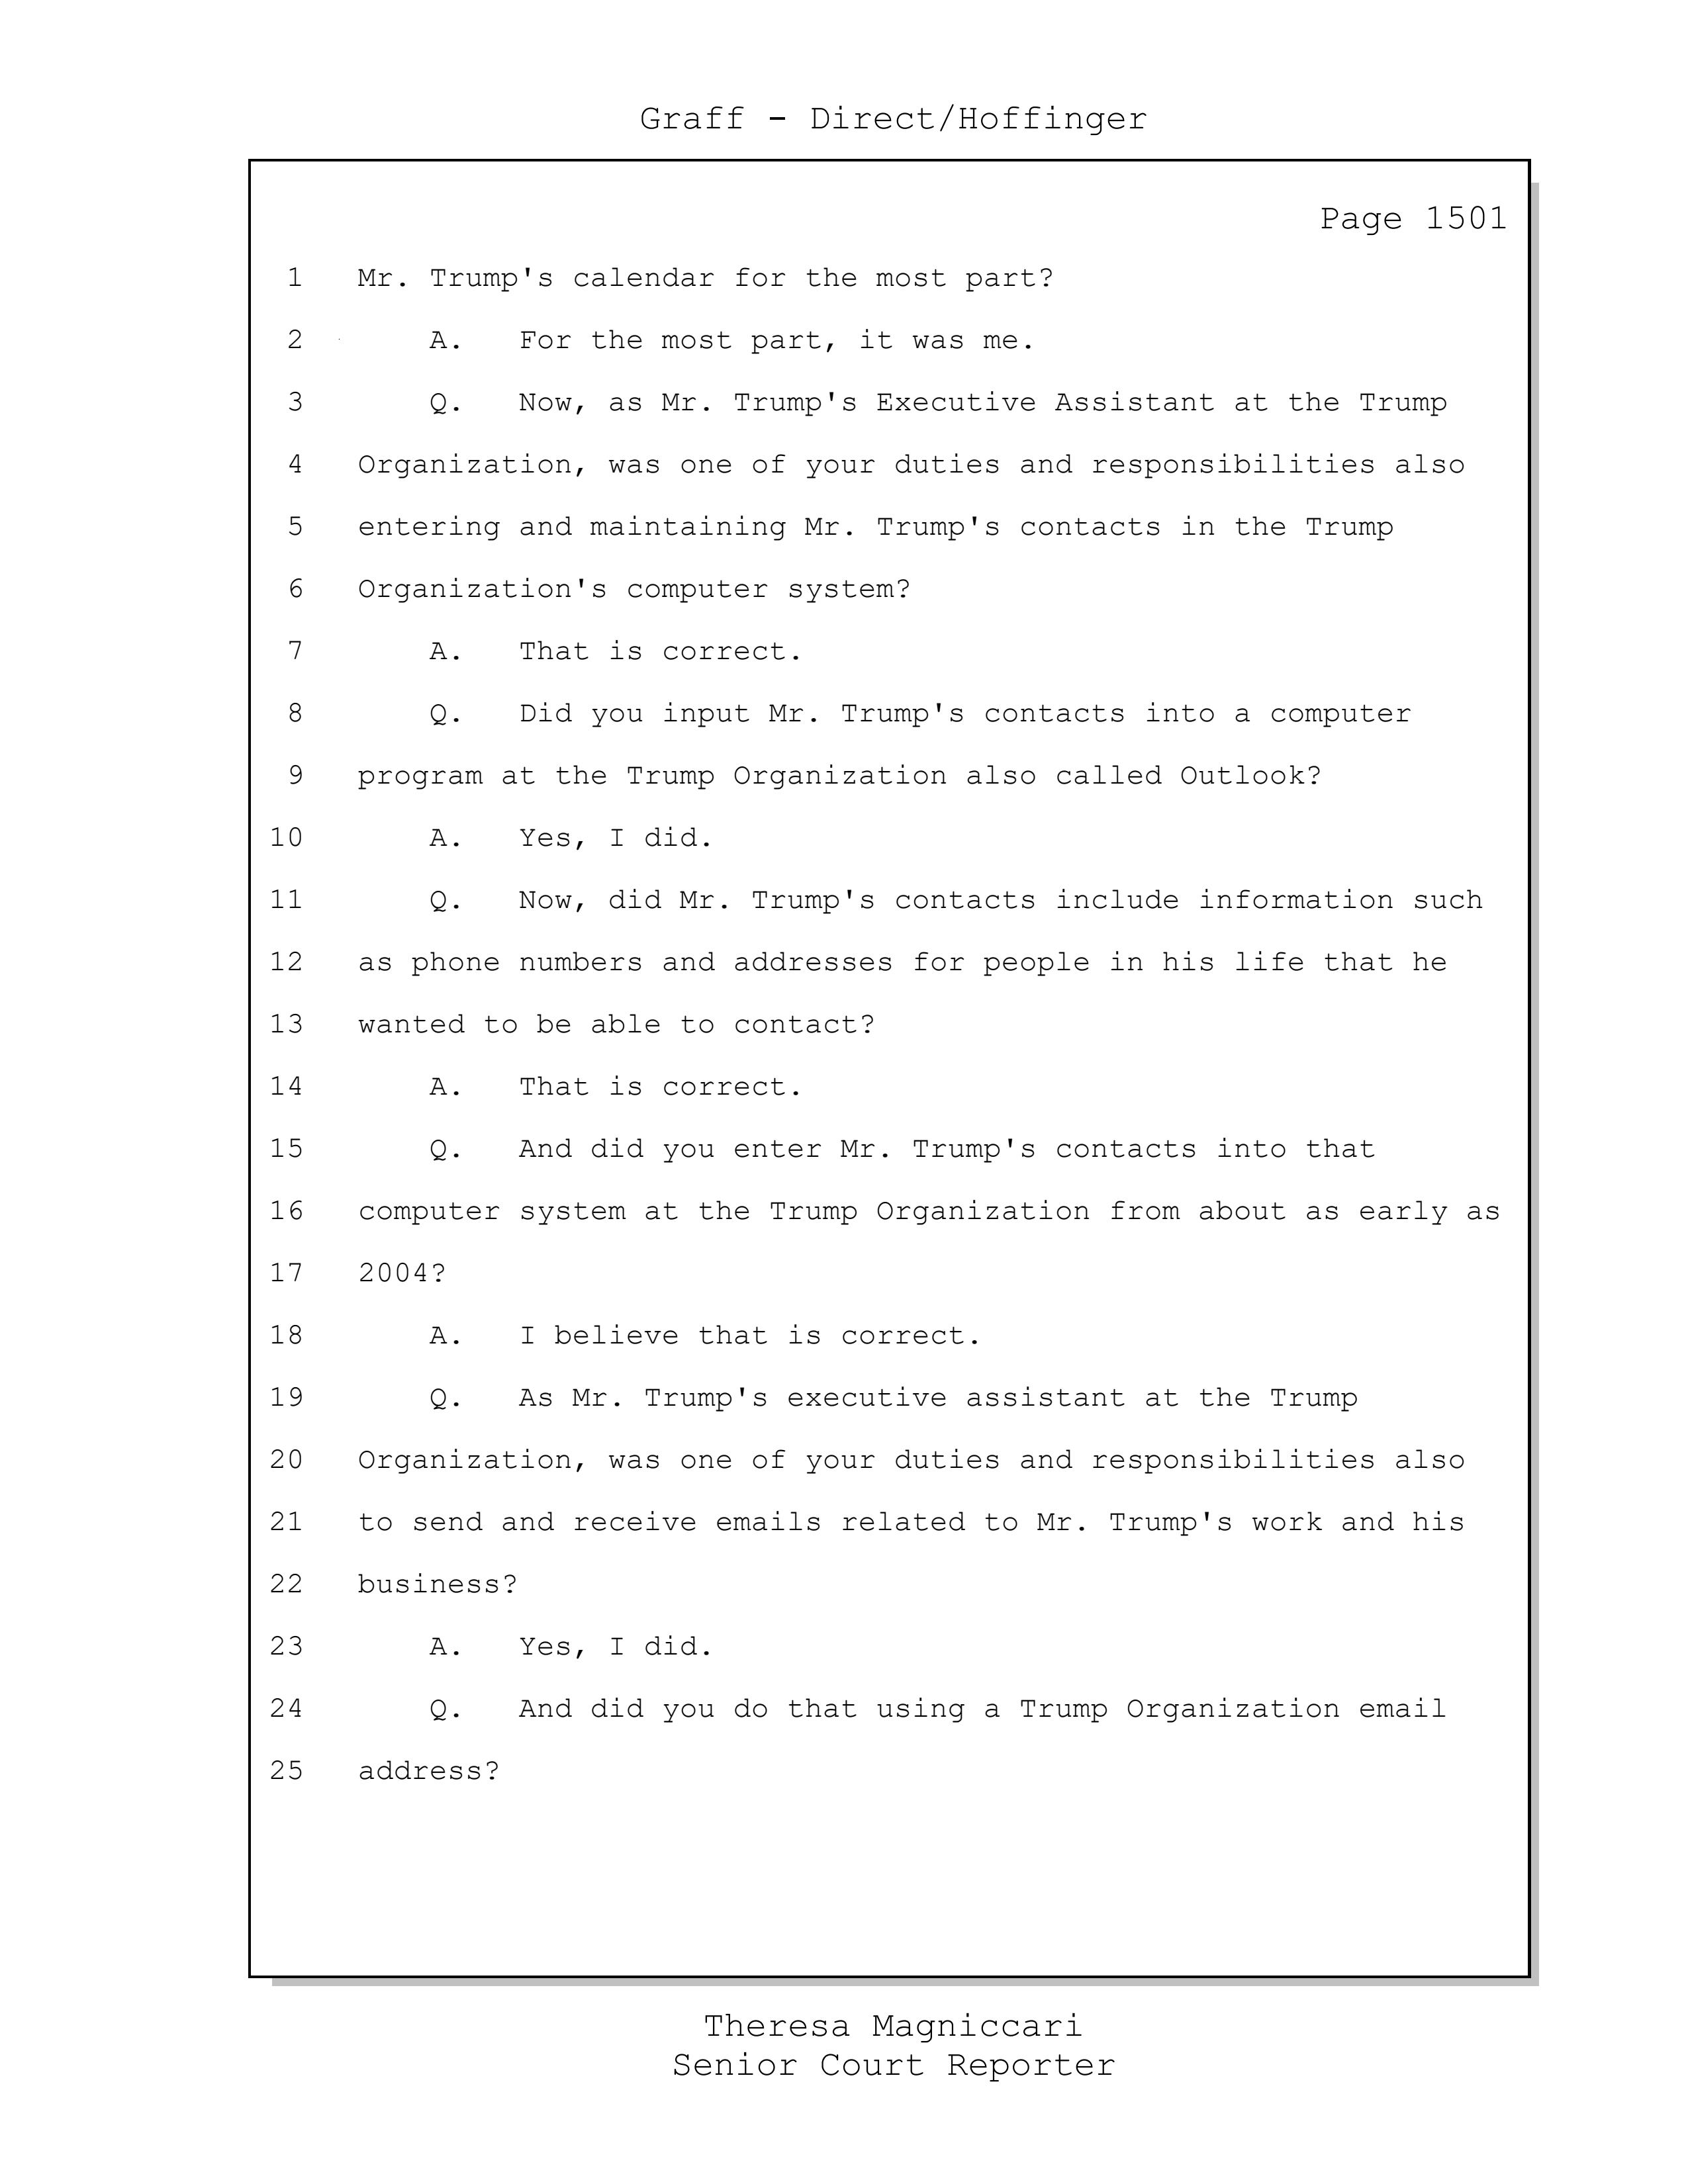 Graff - Direct/Hoffinger
Page 1501
1 Mr. Trump's calendar for the most part?
2 A. For the most part, it was me.
3 Q. Now, as Mr. Trump's Executive Assistant at the Trump
4 Organization, was one of your duties and responsibilities also
5 entering and maintaining Mr. Trump's contacts in the Trump
6 Organization's computer system?
7 A. That is correct.
8 Q. Did you input Mr. Trump's contacts into a computer
9 program at the Trump Organization also called Outlook?
10 A. Yes, I did.
11 Q. Now, did Mr. Trump's contacts include information such
12 as phone numbers and addresses for people in his life that he
13 wanted to be able to contact?
14 A. That is correct.
15 Q. And did you enter Mr. Trump's contacts into that
16 computer system at the Trump Organization from about as early as
17 2004?
18 A. I believe that is correct.
19 Q. As Mr. Trump's executive assistant at the Trump
20 Organization, was one of your duties and responsibilities also
21 to send and receive emails related to Mr. Trump's work and his
22 business?
23 A. Yes, I did.
24 Q. And did you do that using a Trump Organization email
25 address?
Theresa Magniccari
Senior Court Reporter